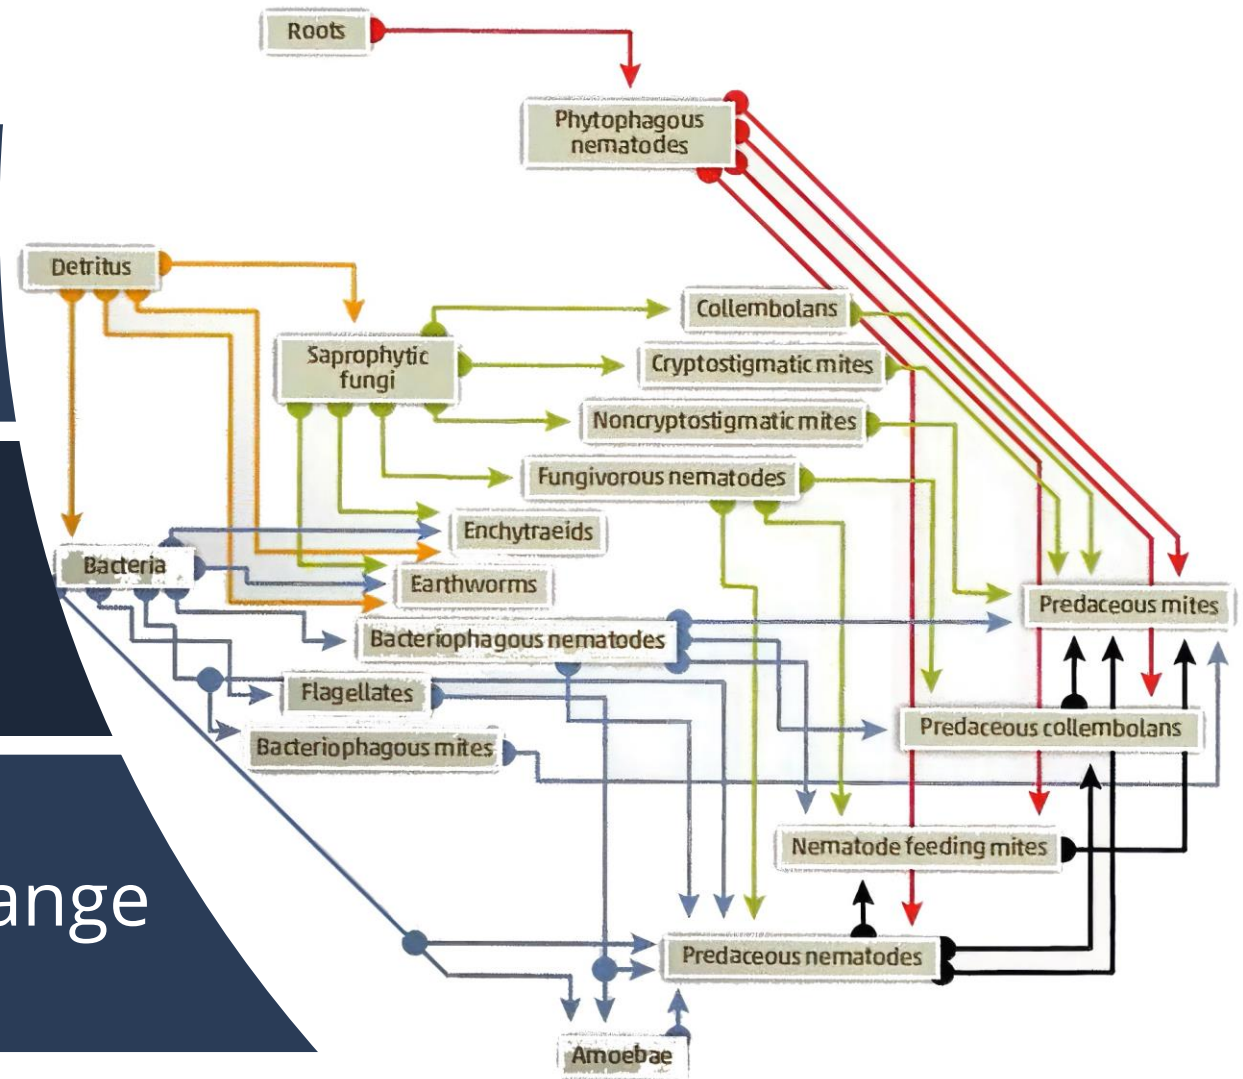 Roots
Phytophagous
nematodes
Detritus
Collembolans
Saprophytic
fungi
Cryptostigmatic mites
Noncryptostigmatic mites
Fungivorous nematodes
Enchytraeids
Bacteria
Earthworms
Predaceous mites
Bacteriophagous nematodes
Flagellates
Predaceous collembolans
Bacteriophagous mites
Nematode feeding mites
ange
Predaceous nematodes
Amoebae